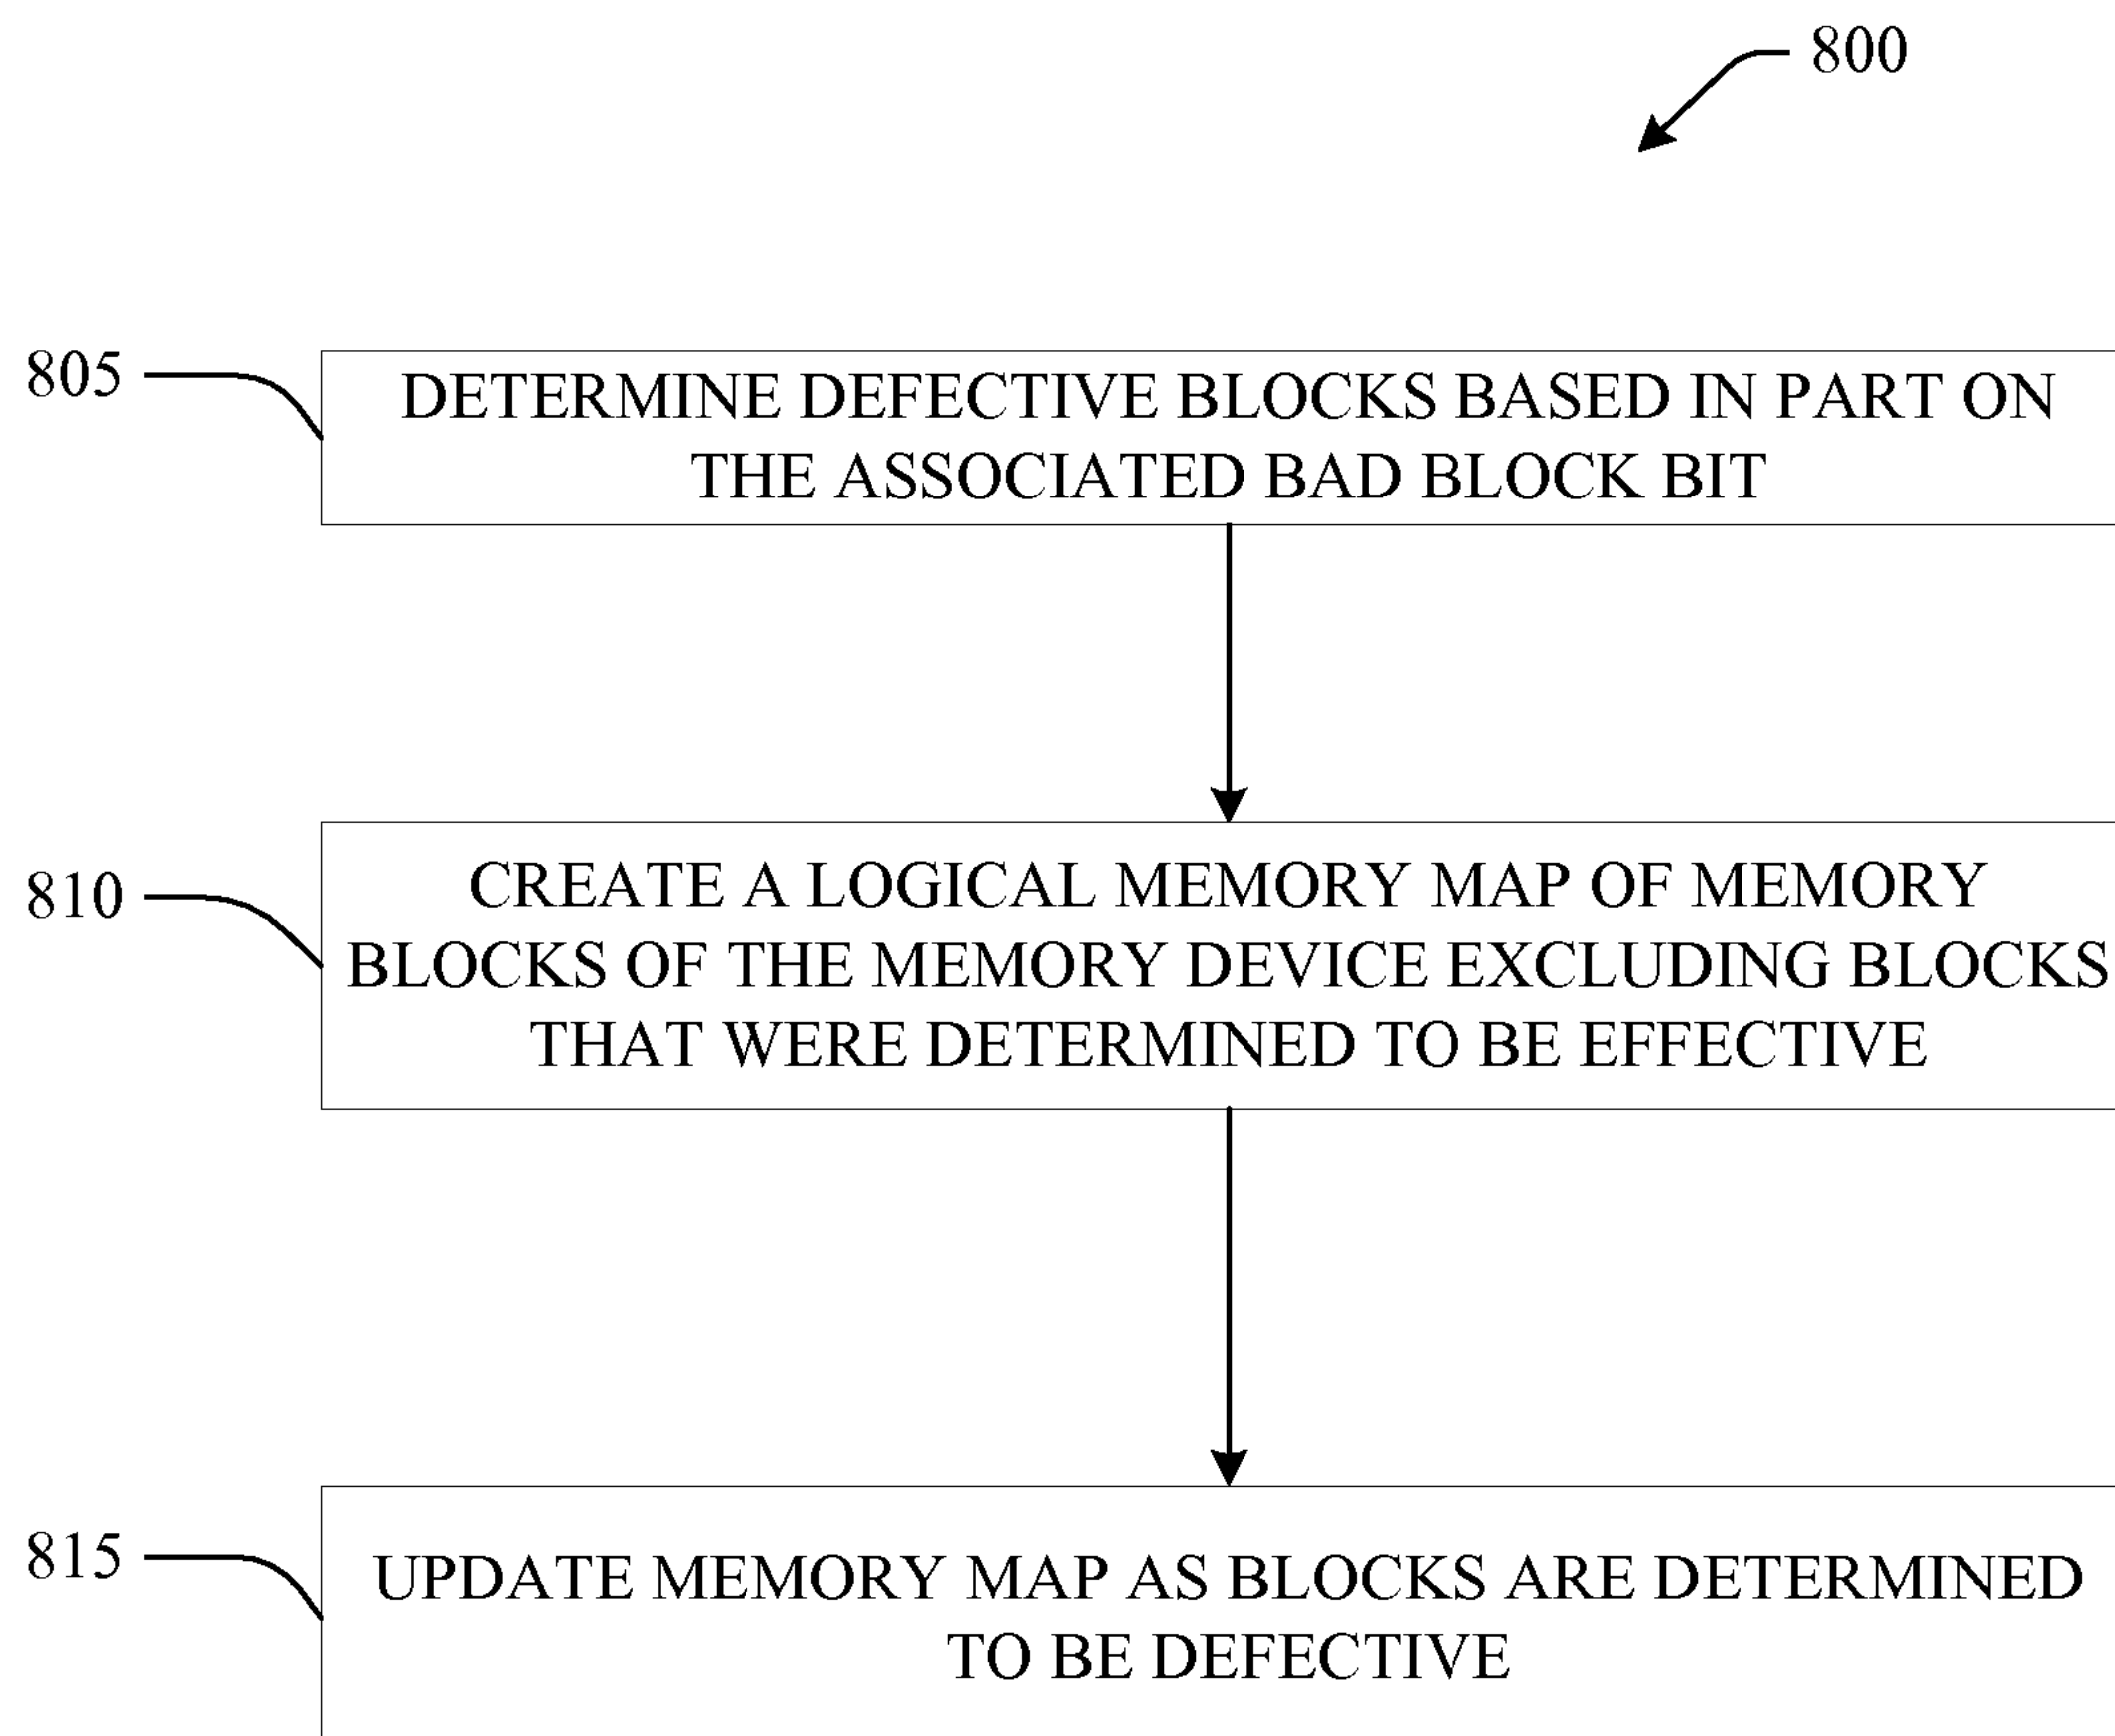 800
805
DETERMINE DEFECTIVE BLOCKS BASED IN PART ON
THE ASSOCIATED BAD BLOCK BIT
810
CREATE A LOGICAL MEMORY MAP OF MEMORY
BLOCKS OF THE MEMORY DEVICE EXCLUDING BLOCKS
THAT WERE DETERMINED TO BE EFFECTIVE
815
UPDATE MEMORY MAP AS BLOCKS ARE DETERMINED
TO BE DEFECTIVE